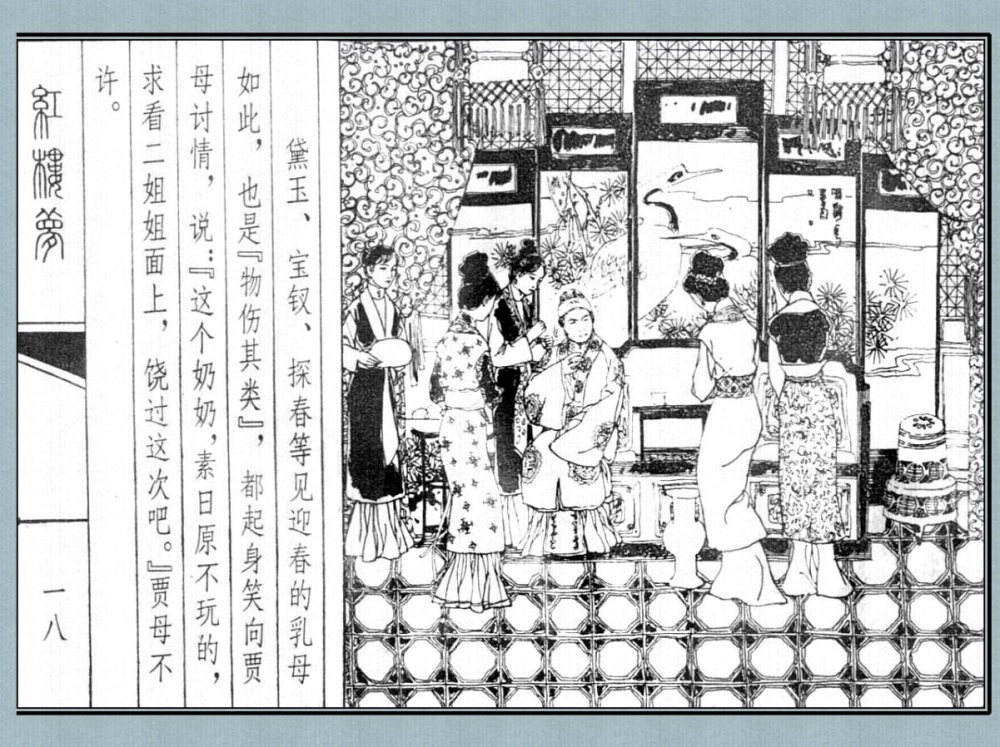 黛玉、宝钗、探春等见迎春的乳母
如此，也是『物伤其类』，都起身笑向贾
母讨情，说：『这个奶奶，素日原不玩的，
求看二姐姐面上，饶过这次吧。』贾母不
许。
紅樓夢
一八